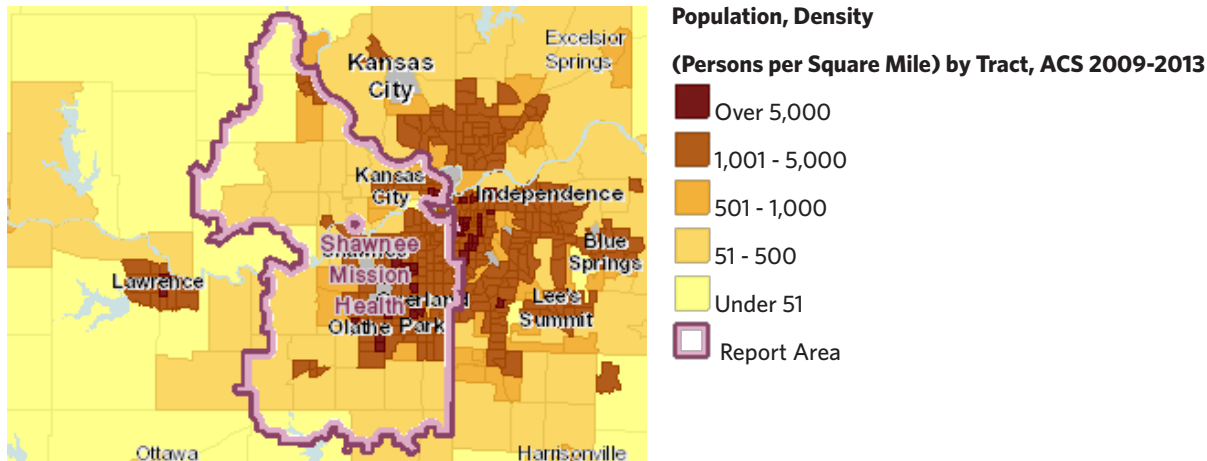 Excelsior
Springs
Kansas
City
Kansas
City
Independence
Shawnee
Shawnee
Mission
Health
Blue
Springs
Lawrence
Overland
Park
Olathe
Lee's
Summit
Ottawa
Harrisonville
Population, Density
(Persons per Square Mile) by Tract, ACS 2009-2013
Over 5,000
1,001 - 5,000
501 - 1,000
51 - 500
Under 51
Report Area